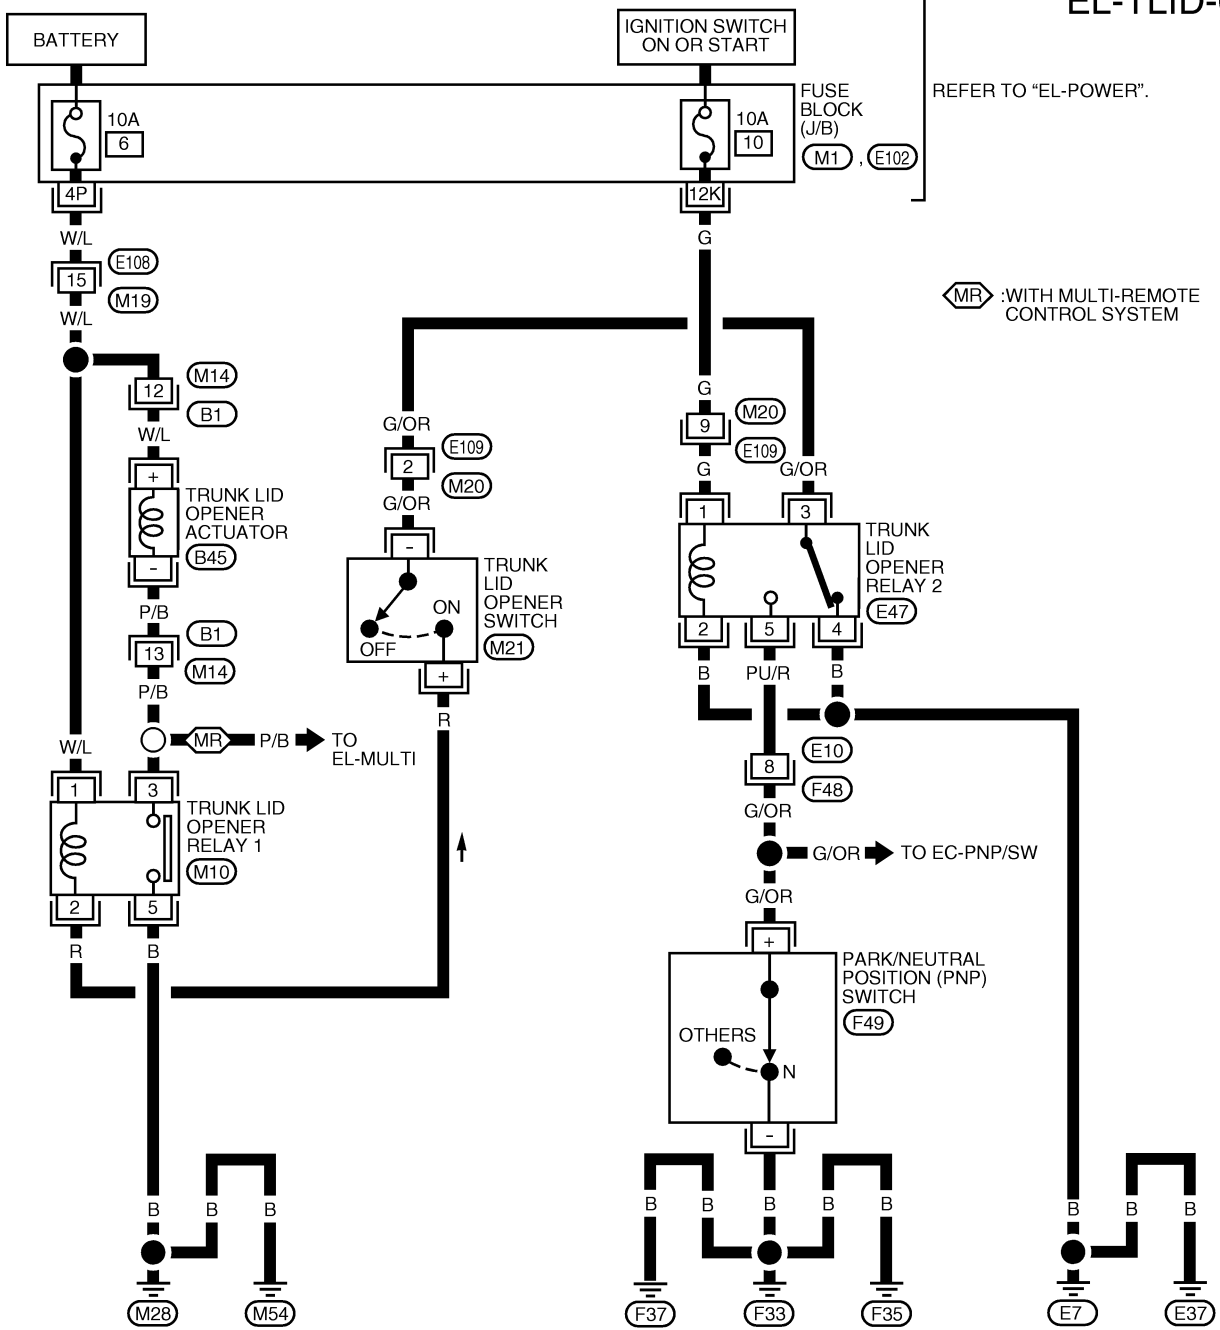 EL-TLID-
BATTERY
IGNITION SWITCH
ON OR START
10A
6
10A
10
FUSE
BLOCK
(J/B)
M1 , E102
REFER TO “EL-POWER”.
4P
12K
W/L
G
15
E108
M19
W/L
MR :WITH MULTI-REMOTE
CONTROL SYSTEM
12
M14
B1
W/L
+
TRUNK LID
OPENER
ACTUATOR
B45
-
P/B
13
B1
M14
P/B
MR
P/B
TO
EL-MULTI
W/L
1
3
TRUNK LID
OPENER
RELAY 1
M10
2
5
R
B
G/OR
2
E109
M20
G/OR
-
ON
OFF
TRUNK
LID
OPENER
SWITCH
M21
+
R
G
9
M20
E109
G
G/OR
1
3
TRUNK
LID
OPENER
RELAY 2
E47
2
5
4
B
PU/R
B
8
E10
F48
G/OR
G/OR
TO EC-PNP/SW
G/OR
+
PARK/NEUTRAL
POSITION (PNP)
SWITCH
F49
OTHERS
N
-
B
B
B
B
B
B
B
B
B
B
B
M28
M54
F37
F33
F35
E7
E37